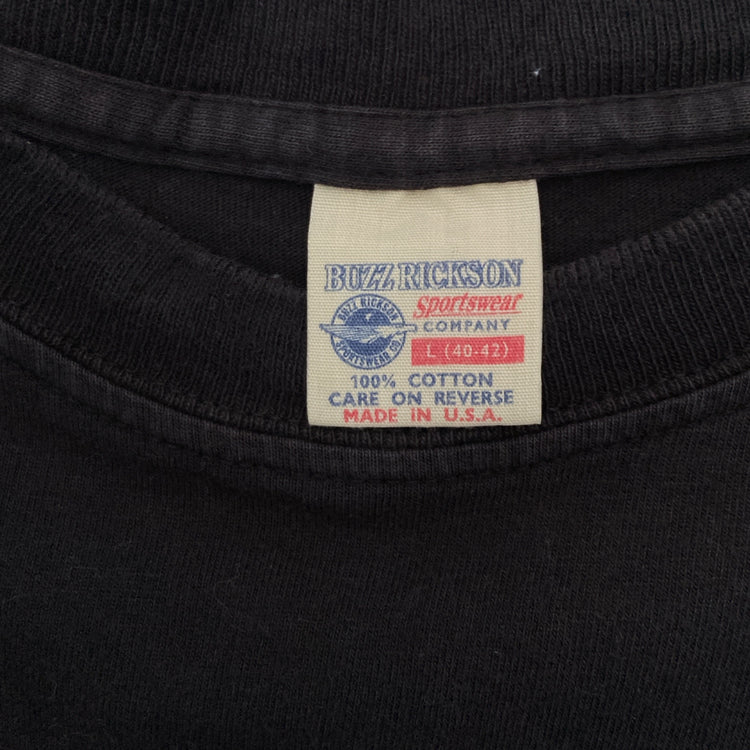 BUZZ RICKSON
Sportswear
COMPANY
BUZZ RICKSON
SPORTSWEAR CO.
L (40-42)
100% COTTON
CARE ON REVERSE
MADE IN U.S.A.